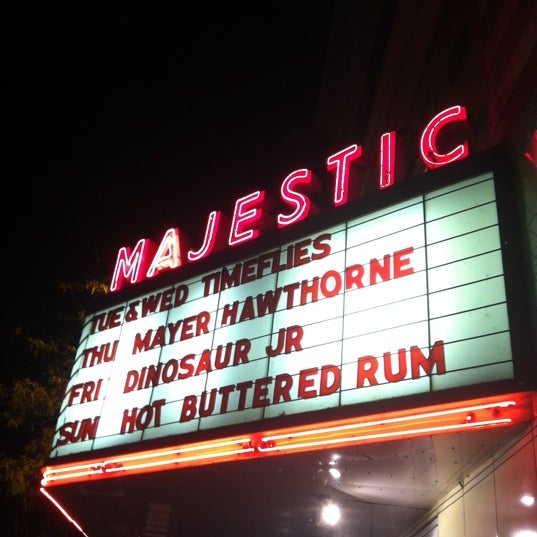 MAJESTIC
TUE & WED TIMEFLIES
THU MAYER HAWTHORNE
FRI DINOSAUR JR
SUN HOT BUTTERED RUM